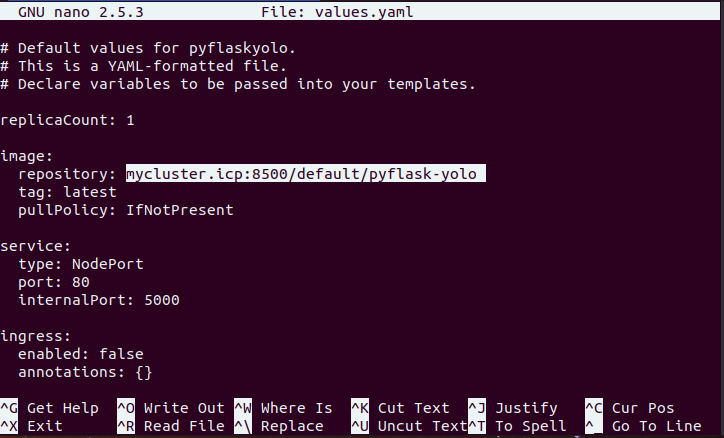 GNU nano 2.5.3 File: values.yaml
# Default values for pyflaskyolo.
# This is a YAML-formatted file.
# Declare variables to be passed into your templates.
replicaCount: 1
image:
  repository: mycluster.icp:8500/default/pyflask-yolo
  tag: latest
  pullPolicy: IfNotPresent
service:
  type: NodePort
  port: 80
  internalPort: 5000
ingress:
  enabled: false
  annotations: {}
^G Get Help ^O Write Out ^W Where Is ^K Cut Text ^J Justify ^C Cur Pos
^X Exit ^R Read File ^\ Replace ^U Uncut Text ^T To Spell ^_ Go To Line